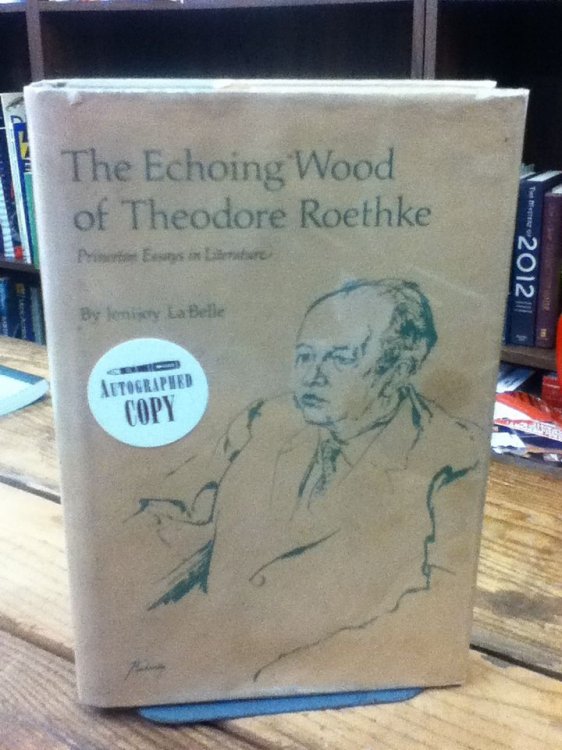 The Echoing Wood
of Theodore Roethke
Princeton Essays in Literature
By Jenijoy La Belle
AUTOGRAPHED
COPY
2012